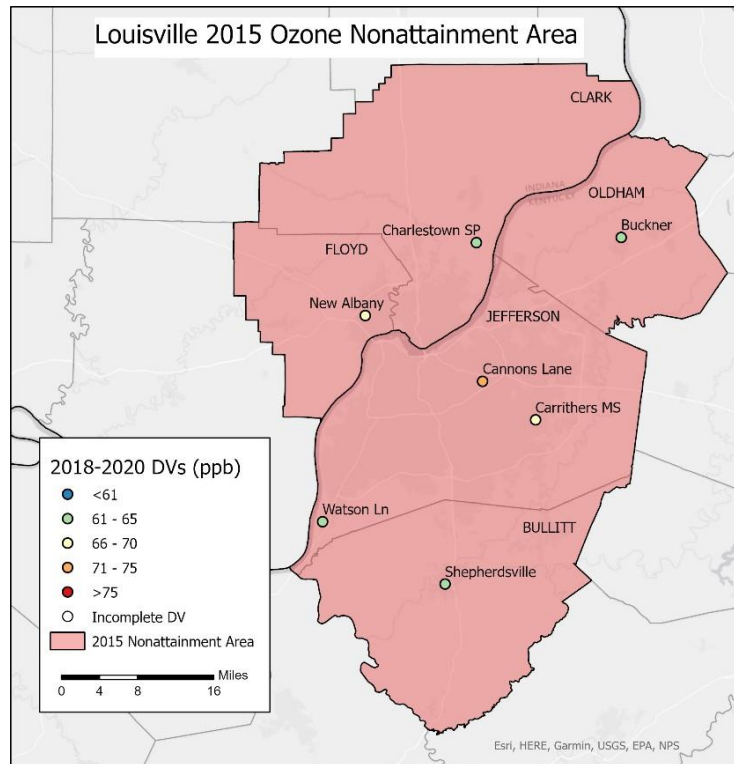 Louisville 2015 Ozone Nonattainment Area
CLARK
INDIANA
KENTUCKY
OLDHAM
Charlestown SP
Buckner
FLOYD
New Albany
JEFFERSON
Cannons Lane
Carrithers MS
Watson Ln
BULLITT
Shepherdsville
2018-2020 DVs (ppb)
<61
61 - 65
66 - 70
71 - 75
>75
Incomplete DV
2015 Nonattainment Area
Miles
0 4 8 16
Esri, HERE, Garmin, USGS, EPA, NPS